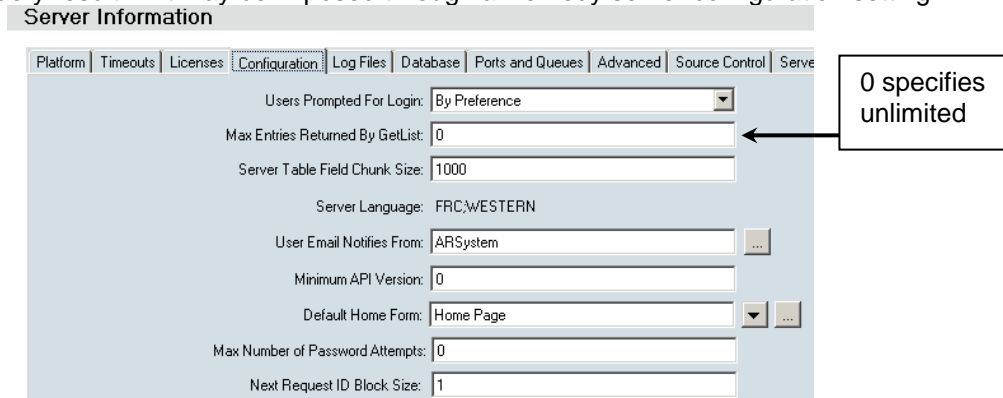 Server Information
Platform Timeouts Licenses Configuration Log Files Database Ports and Queues Advanced Source Control Serve
Users Prompted For Login: By Preference
Max Entries Returned By GetList: 0
0 specifies
unlimited
Server Table Field Chunk Size: 1000
Server Language: FRC;WESTERN
User Email Notifies From: ARSystem ...
Minimum API Version: 0
Default Home Form: Home Page ...
Max Number of Password Attempts: 0
Next Request ID Block Size: 1